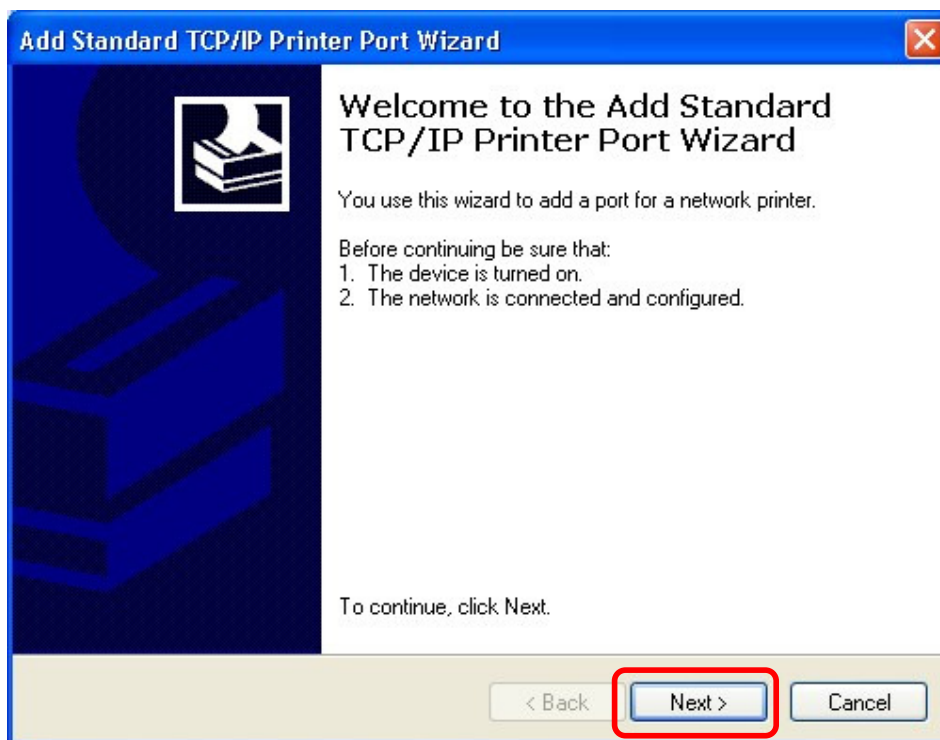 Add Standard TCP/IP Printer Port Wizard
Welcome to the Add Standard
TCP/IP Printer Port Wizard
You use this wizard to add a port for a network printer.
Before continuing be sure that:
1. The device is turned on.
2. The network is connected and configured.
To continue, click Next.
< Back Next > Cancel